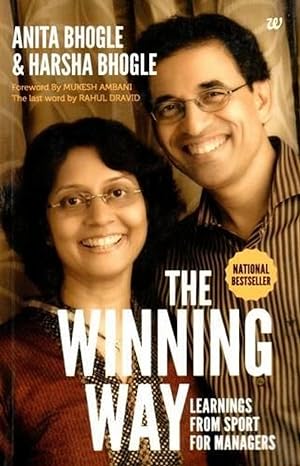 w
ANITA BHOGLE
& HARSHA BHOGLE
Foreword By MUKESH AMBANI
The last word by RAHUL DRAVID
NATIONAL
BESTSELLER
THE
WINNING
WAY
LEARNINGS
FROM SPORT
FOR MANAGERS